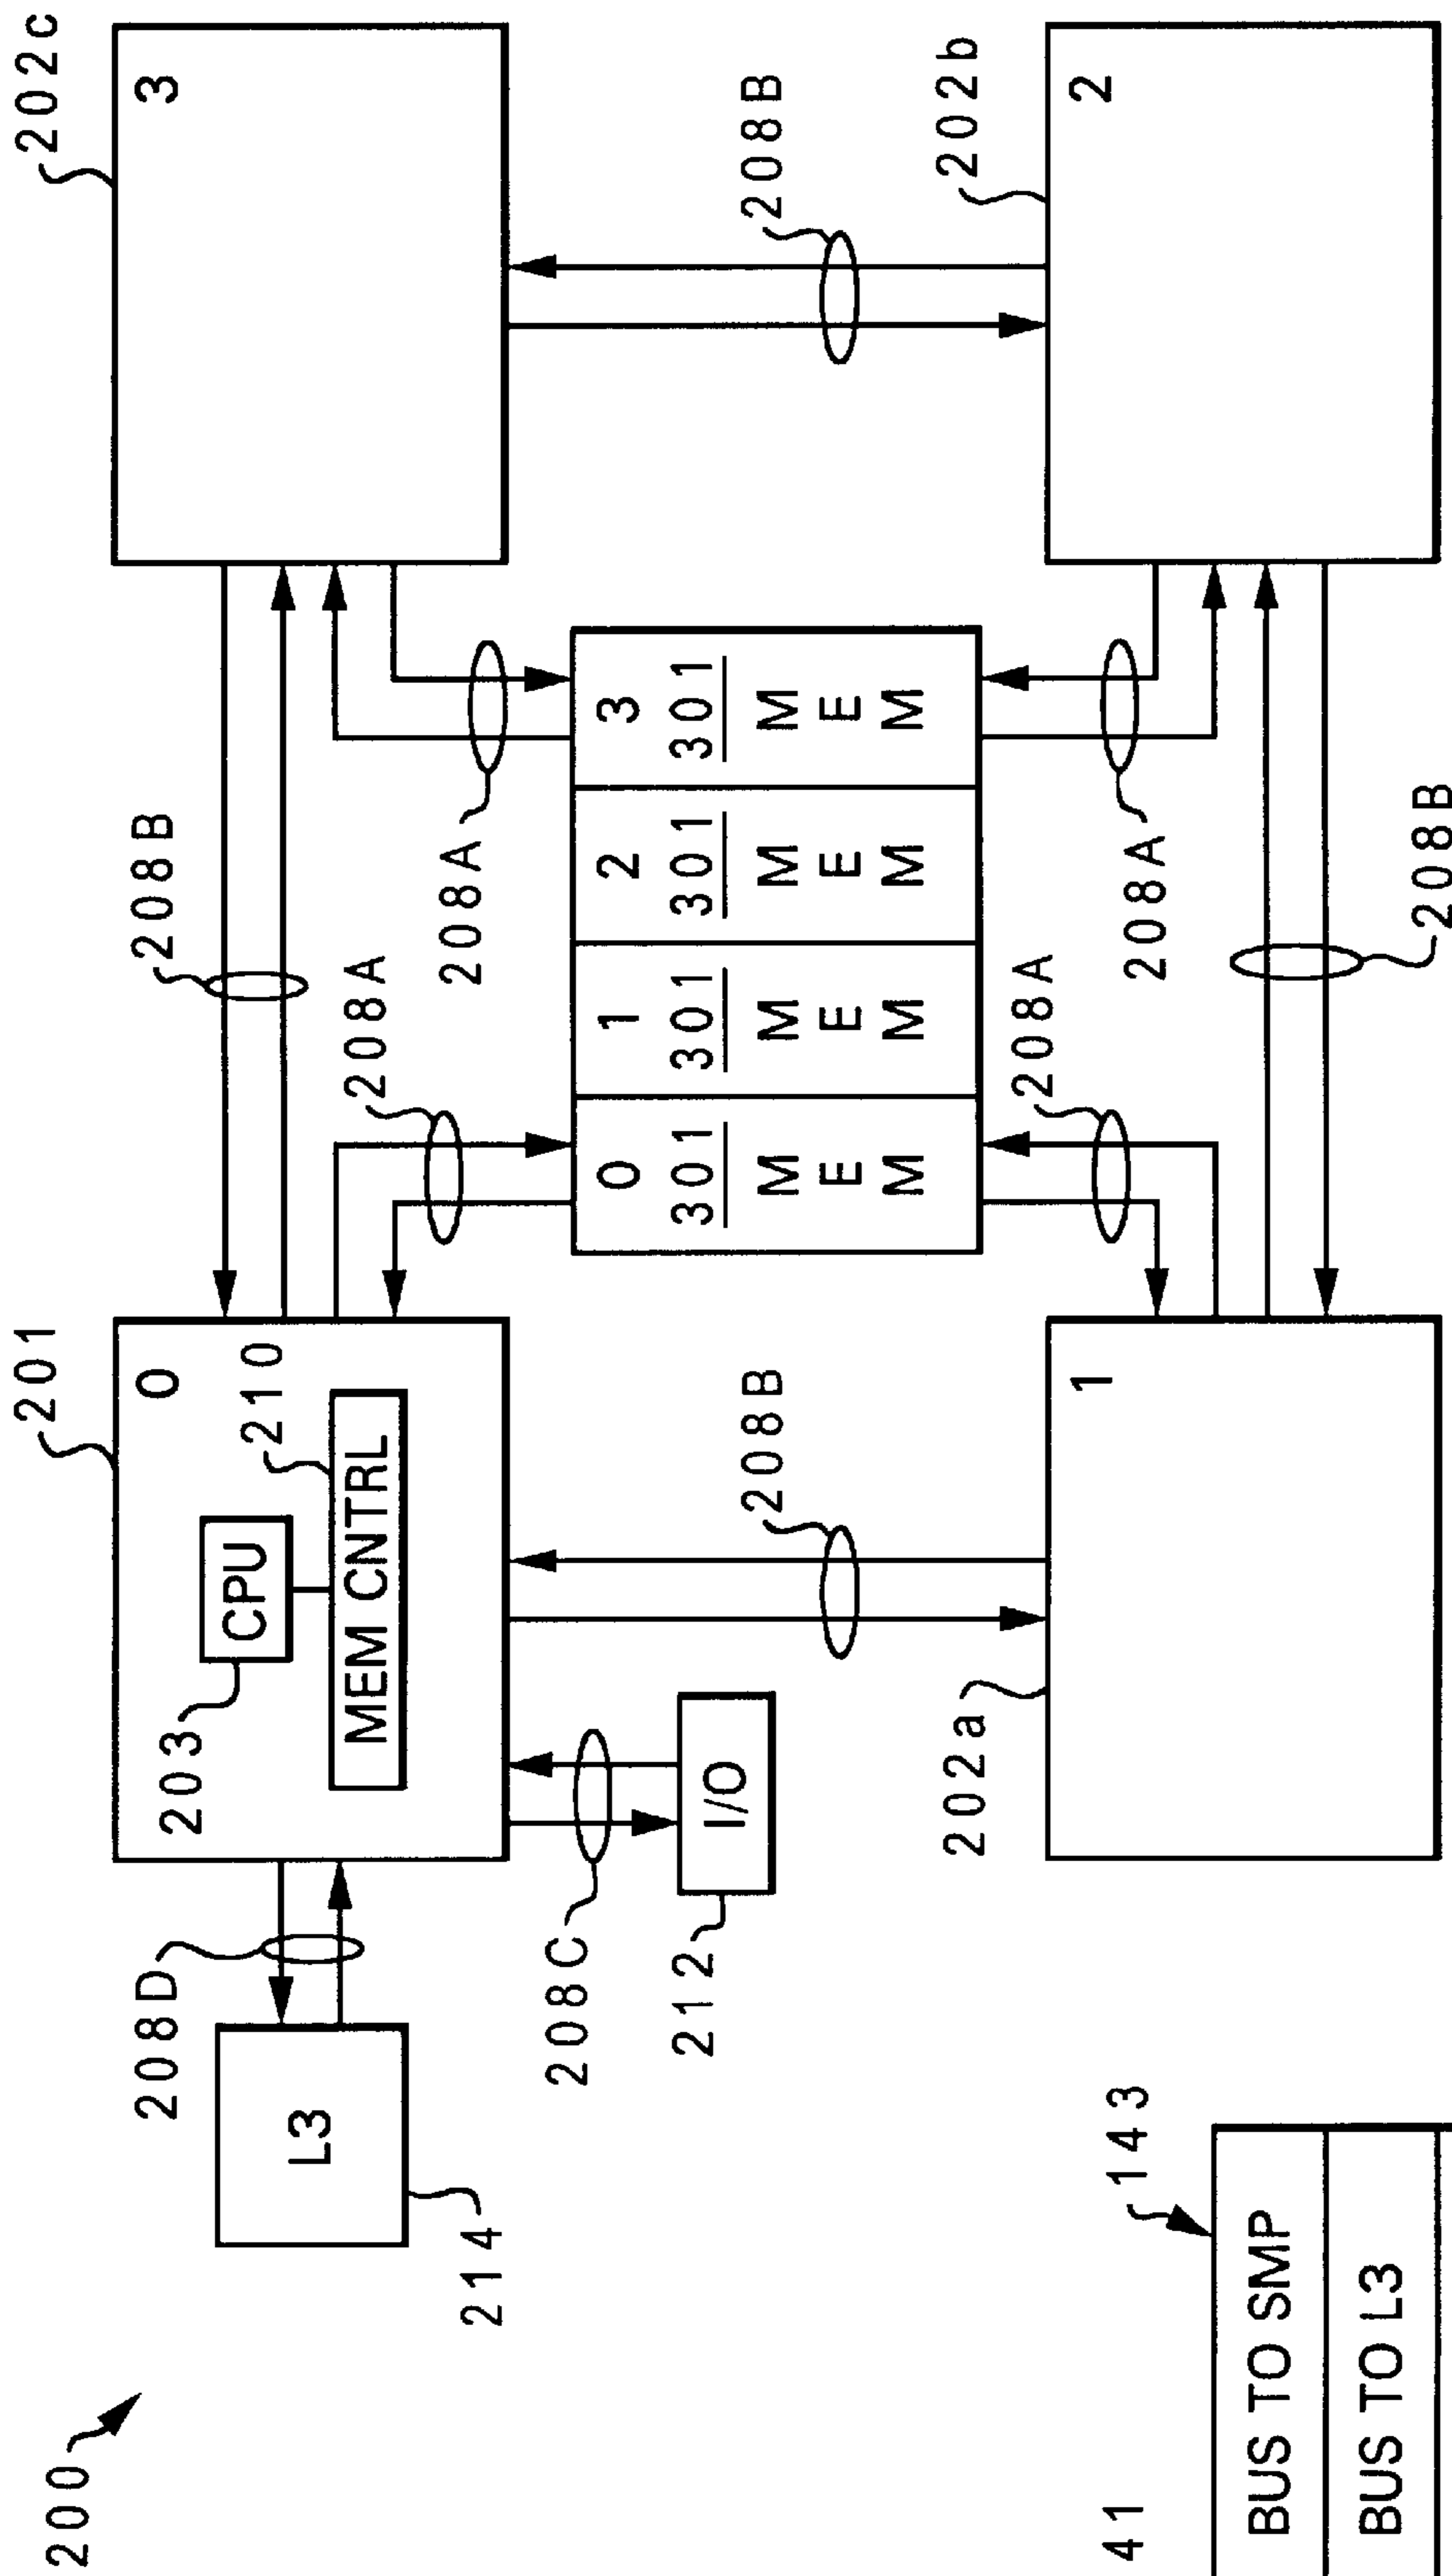 200
214
L3
208D
201
0
203
CPU
210
MEM CNTRL
208C
212
I/O
208B
208A
208B
202c
3
208A
0
301
MEM
1
301
MEM
2
301
MEM
3
301
MEM
208B
208A
208A
202a
1
208B
202b
2
41
143
BUS TO SMP
BUS TO L3